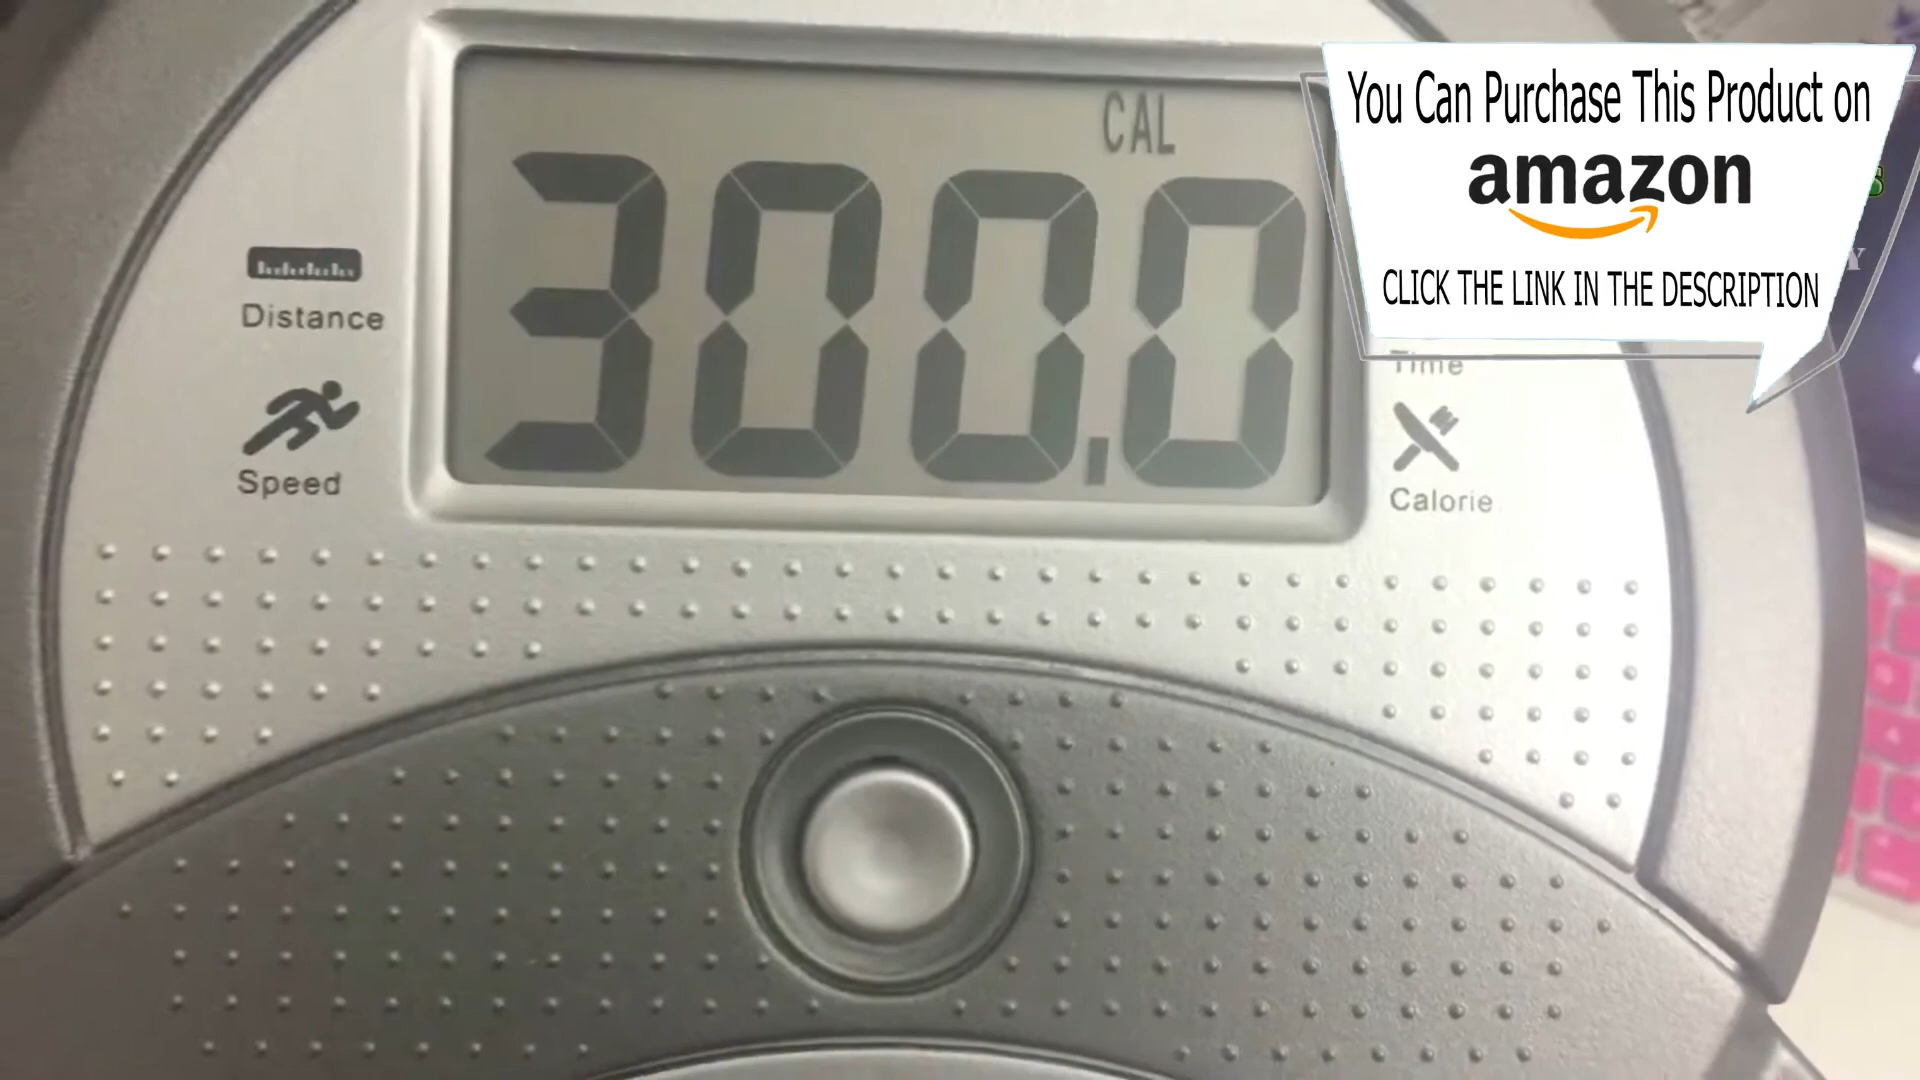 CAL
300.0
Distance
Speed
Time
Calorie
You Can Purchase This Product on
amazon
CLICK THE LINK IN THE DESCRIPTION